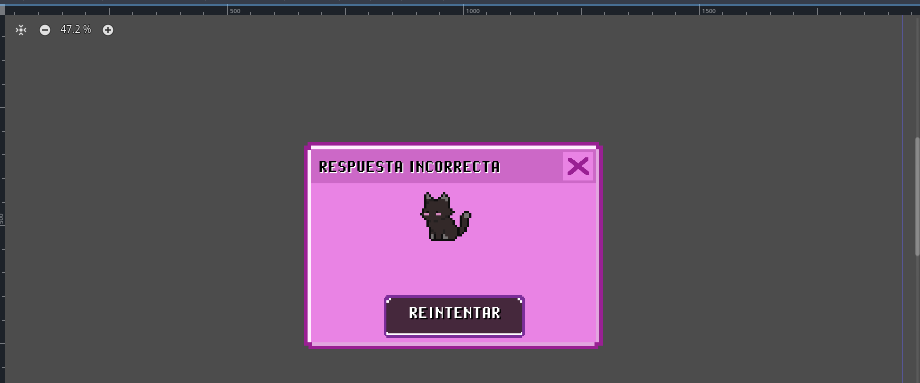 500
1000
1500
47.2 %
RESPUESTA INCORRECTA
REINTENTAR